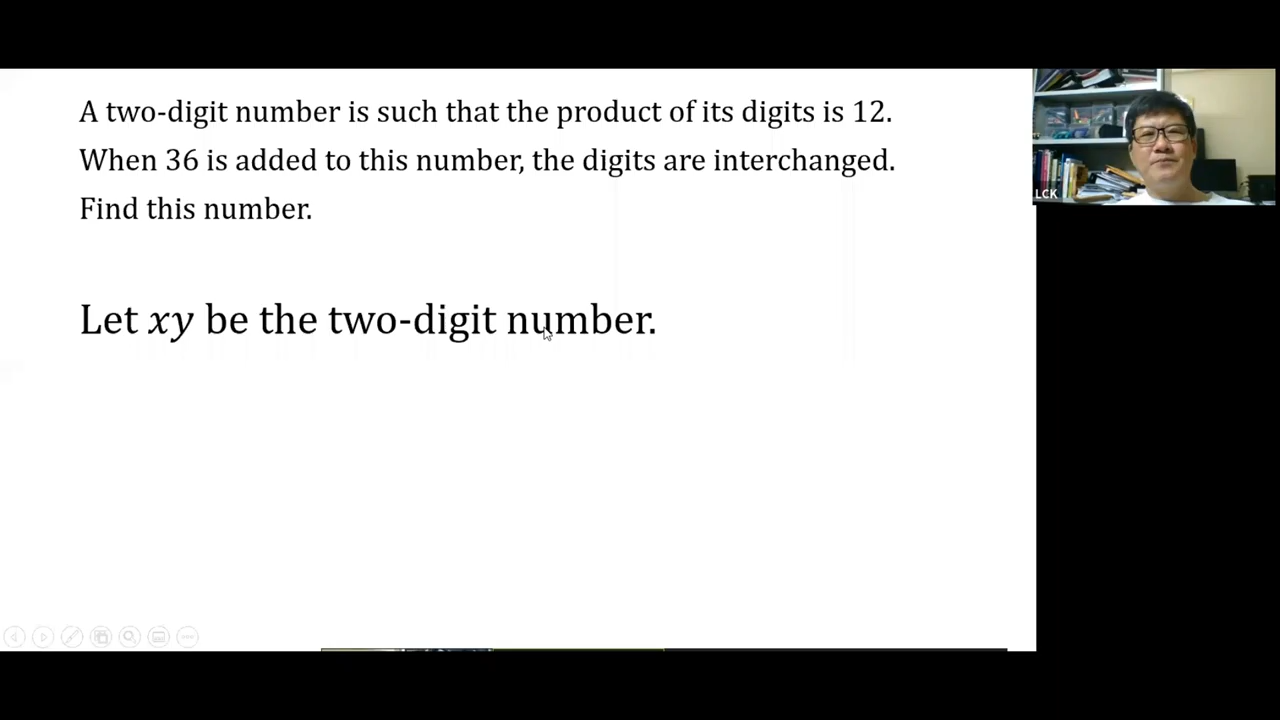 A two-digit number is such that the product of its digits is 12.
When 36 is added to this number, the digits are interchanged.
Find this number.
Let xy be the two-digit number.
LCK